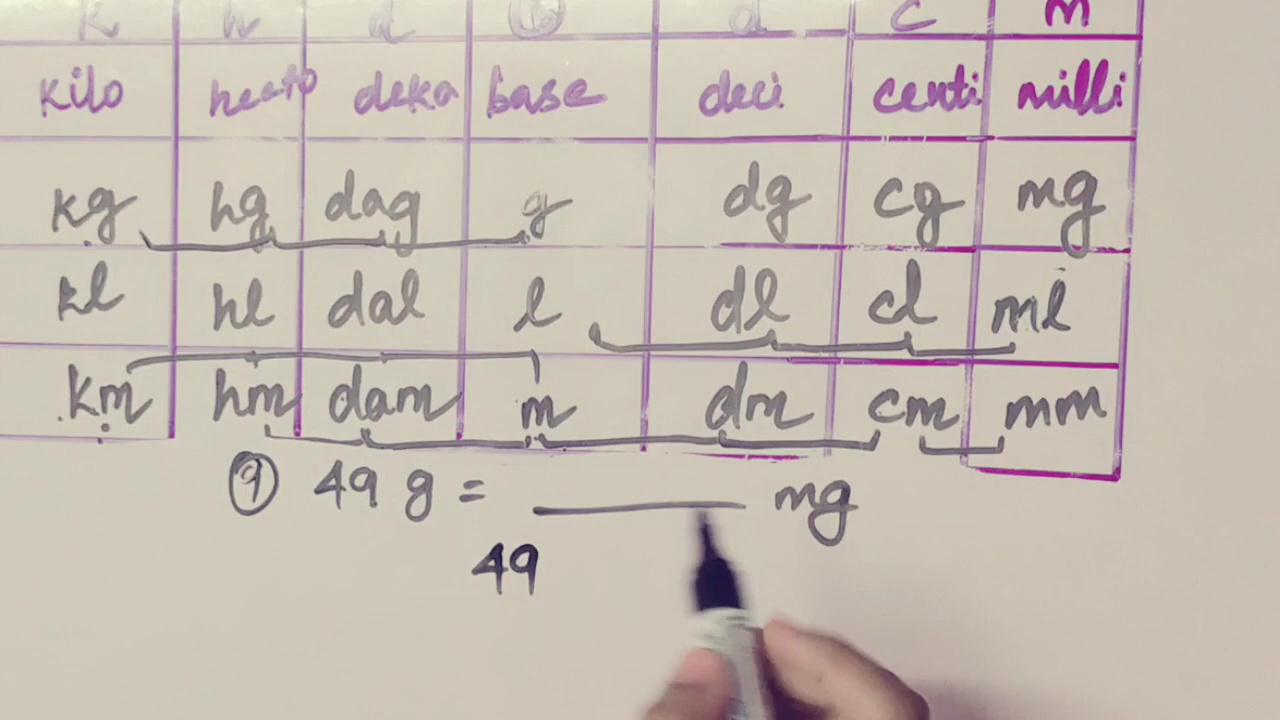 K h d b d c m
kilo hecto deka base deci centi milli
kg hg dag g dg cg mg
kl hl dal l dl cl ml
km hm dam m dm cm mm
9 49 g = ______ mg
49